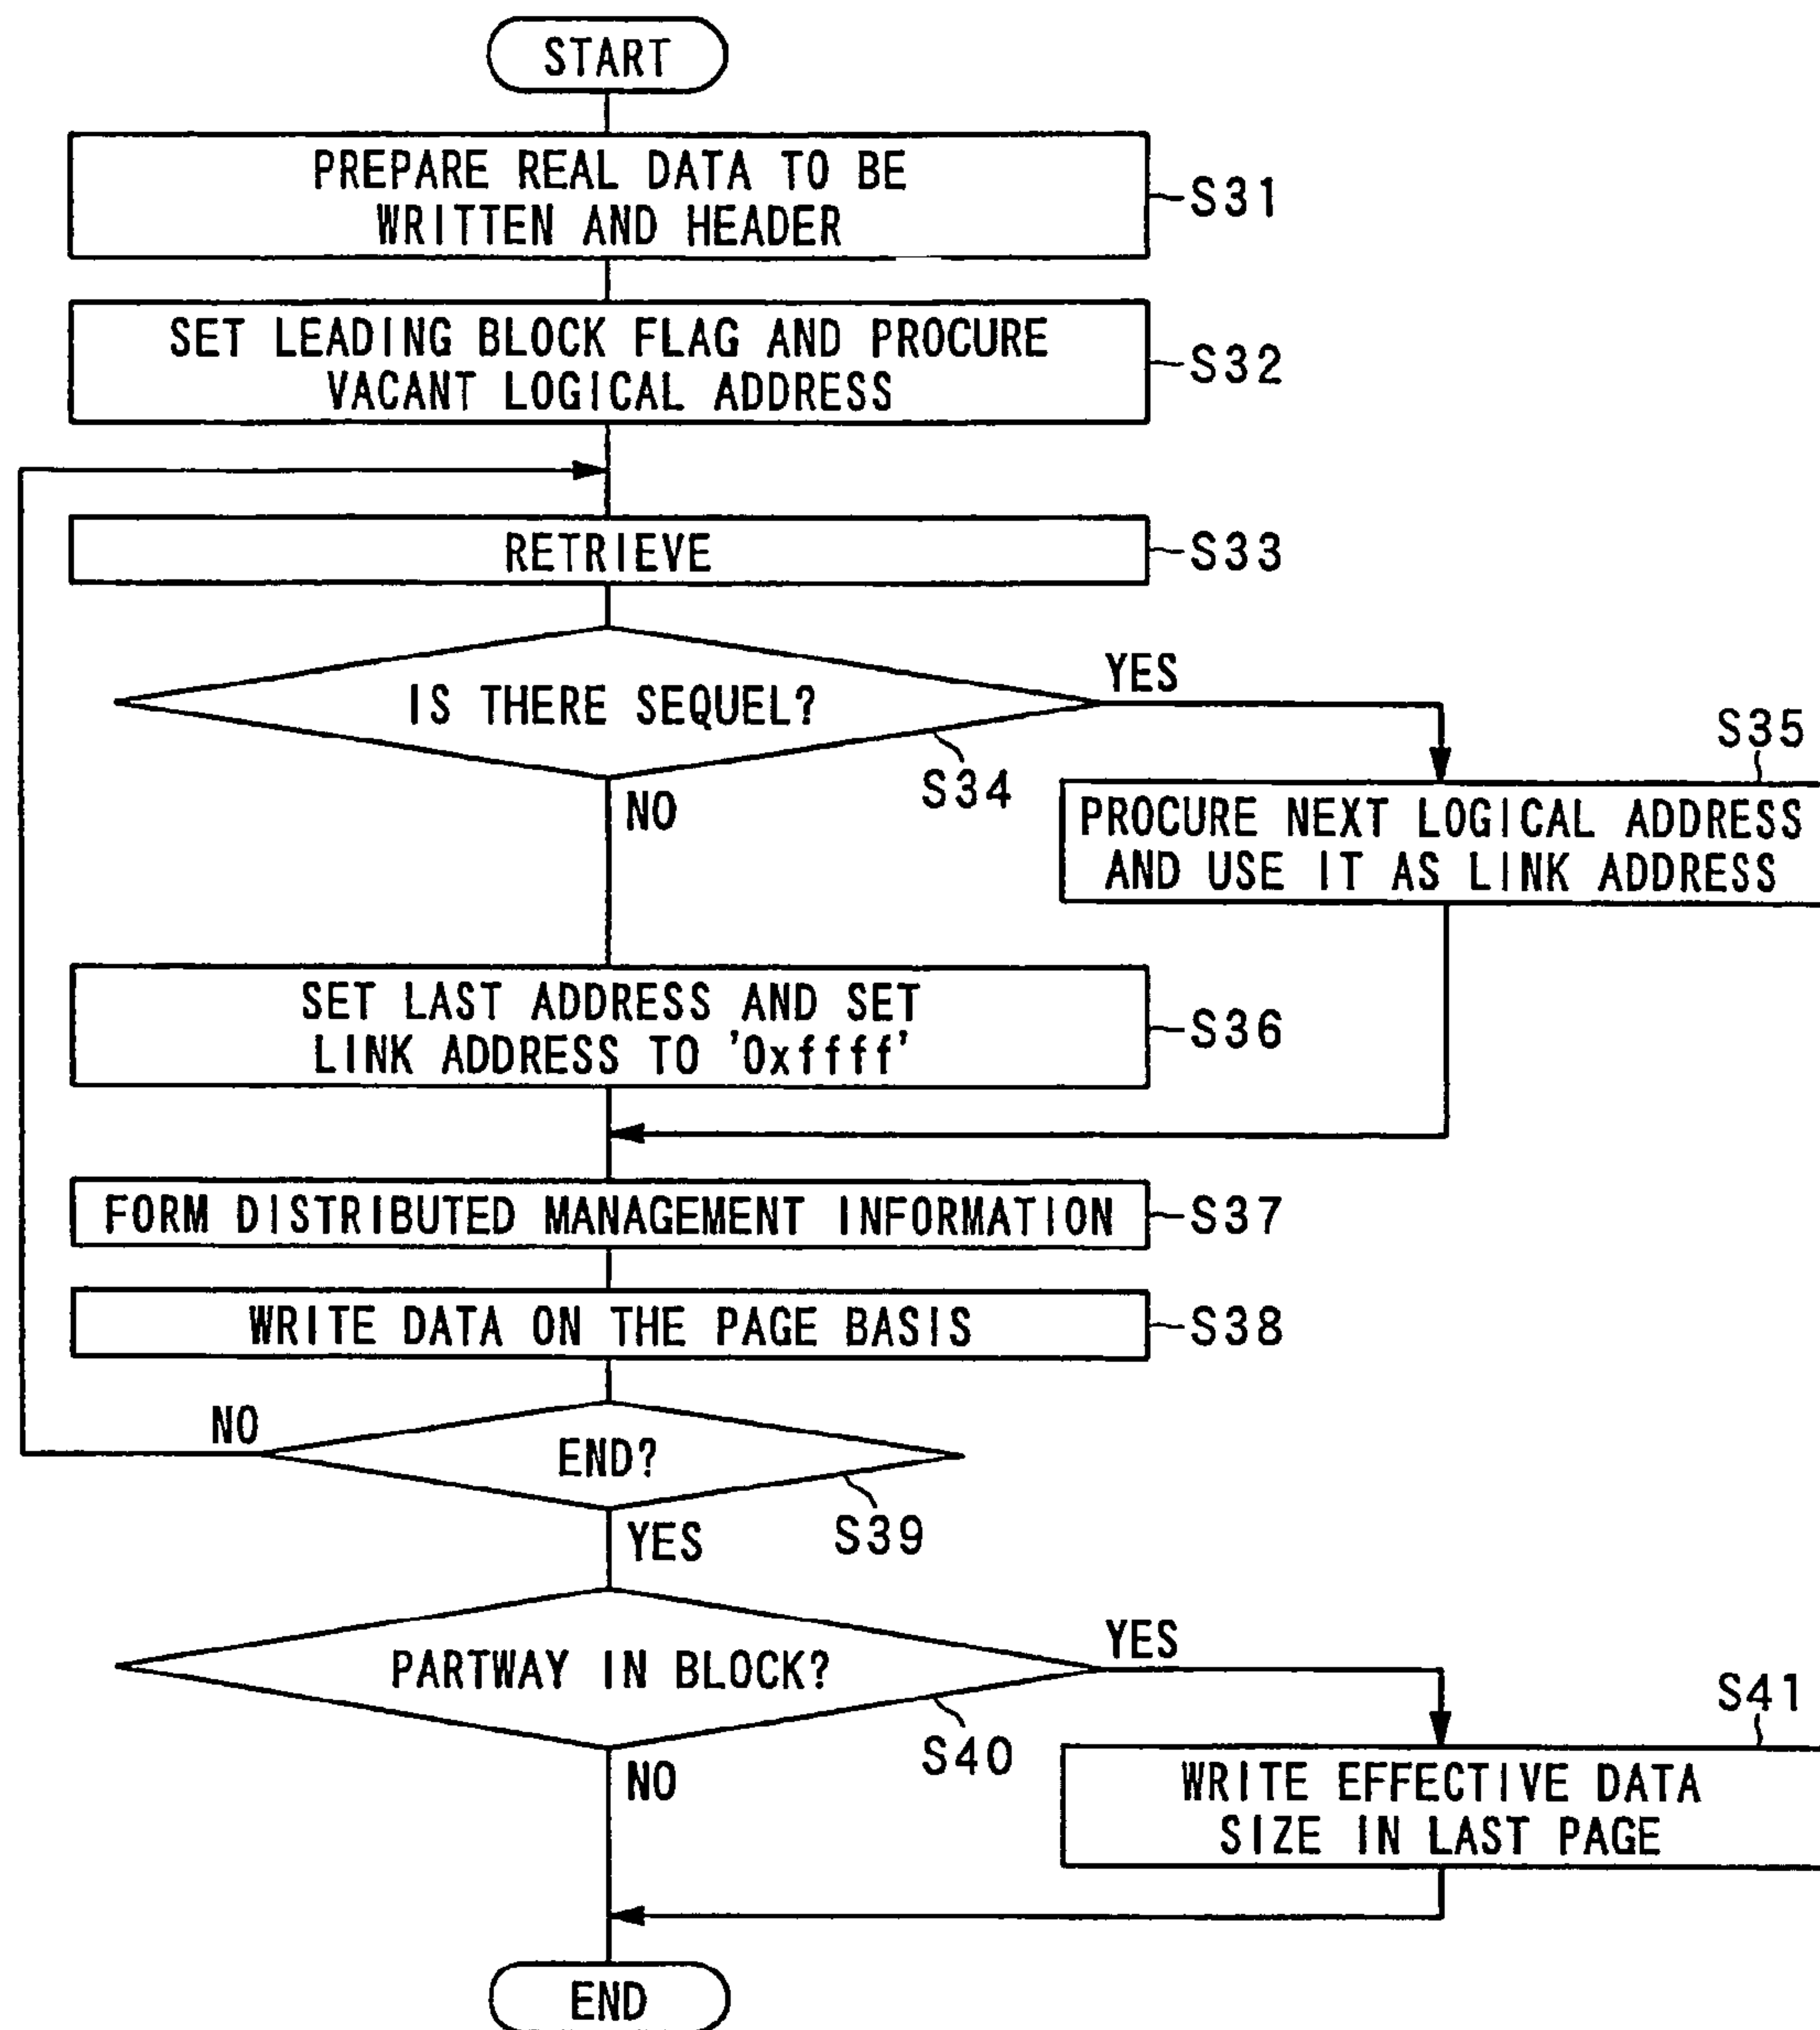 START
PREPARE REAL DATA TO BE
WRITTEN AND HEADER
S31
SET LEADING BLOCK FLAG AND PROCURE
VACANT LOGICAL ADDRESS
S32
RETRIEVE
S33
IS THERE SEQUEL?
YES
S34
NO
S35
PROCURE NEXT LOGICAL ADDRESS
AND USE IT AS LINK ADDRESS
SET LAST ADDRESS AND SET
LINK ADDRESS TO '0xffff'
S36
FORM DISTRIBUTED MANAGEMENT INFORMATION
S37
WRITE DATA ON THE PAGE BASIS
S38
NO
END?
S39
YES
PARTWAY IN BLOCK?
YES
S40
NO
S41
WRITE EFFECTIVE DATA
SIZE IN LAST PAGE
END